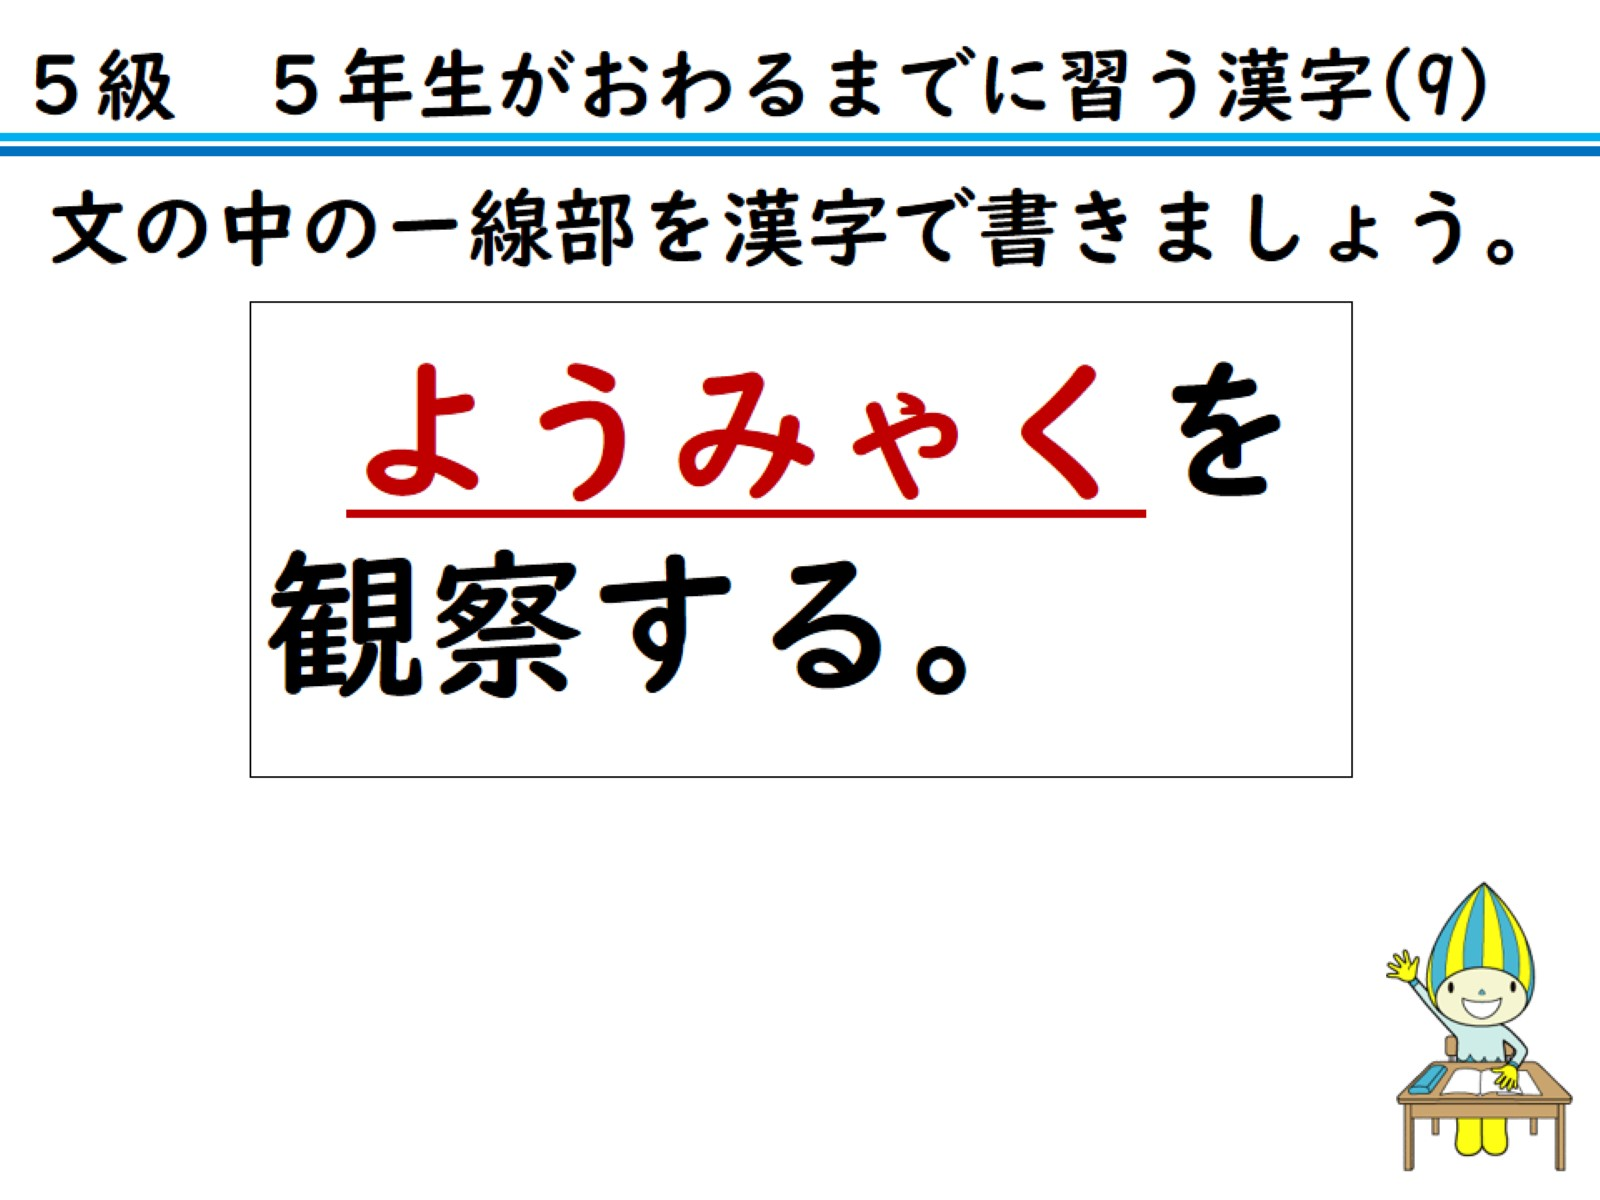 ５級　５年生がおわるまでに習う漢字(9)
文の中の一線部を漢字で書きましょう。
ようみゃくを
観察する。